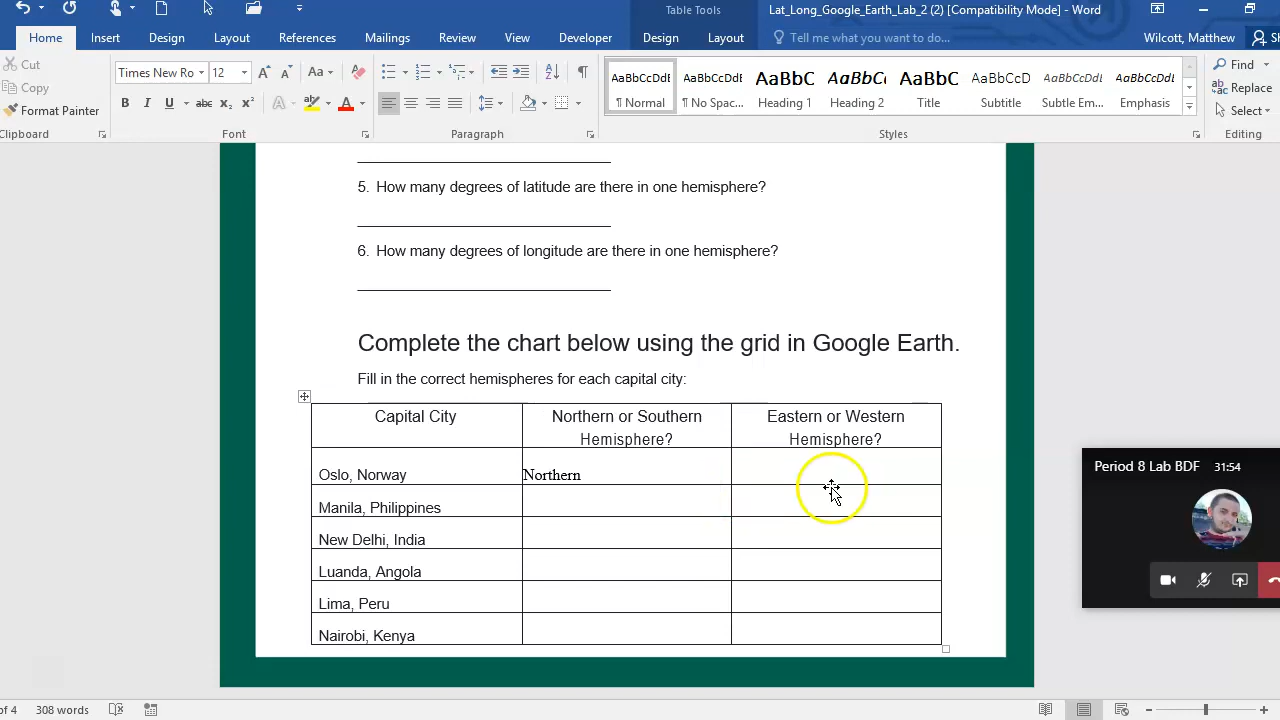 Table Tools
Lat_Long_Google_Earth_Lab_2 (2) [Compatibility Mode] - Word
Home Insert Design Layout References Mailings Review View Developer Design Layout Tell me what you want to do... Wilcott, Matthew
Cut
Copy
Format Painter
Clipboard
Times New Ro 12
Font
Paragraph
AaBbCcDdE AaBbCcDdE AaBbC AaBbCc AaBbC AaBbCcD AaBbCcDdE AaBbCcDdE
¶ Normal ¶ No Spac... Heading 1 Heading 2 Title Subtitle Subtle Em... Emphasis
Styles
Find
Replace
Select
Editing
5. How many degrees of latitude are there in one hemisphere?
6. How many degrees of longitude are there in one hemisphere?
Complete the chart below using the grid in Google Earth.
Fill in the correct hemispheres for each capital city:
Capital City Northern or Southern Eastern or Western
Hemisphere? Hemisphere?
Oslo, Norway Northern
Manila, Philippines
New Delhi, India
Luanda, Angola
Lima, Peru
Nairobi, Kenya
Period 8 Lab BDF 31:54
of 4 308 words